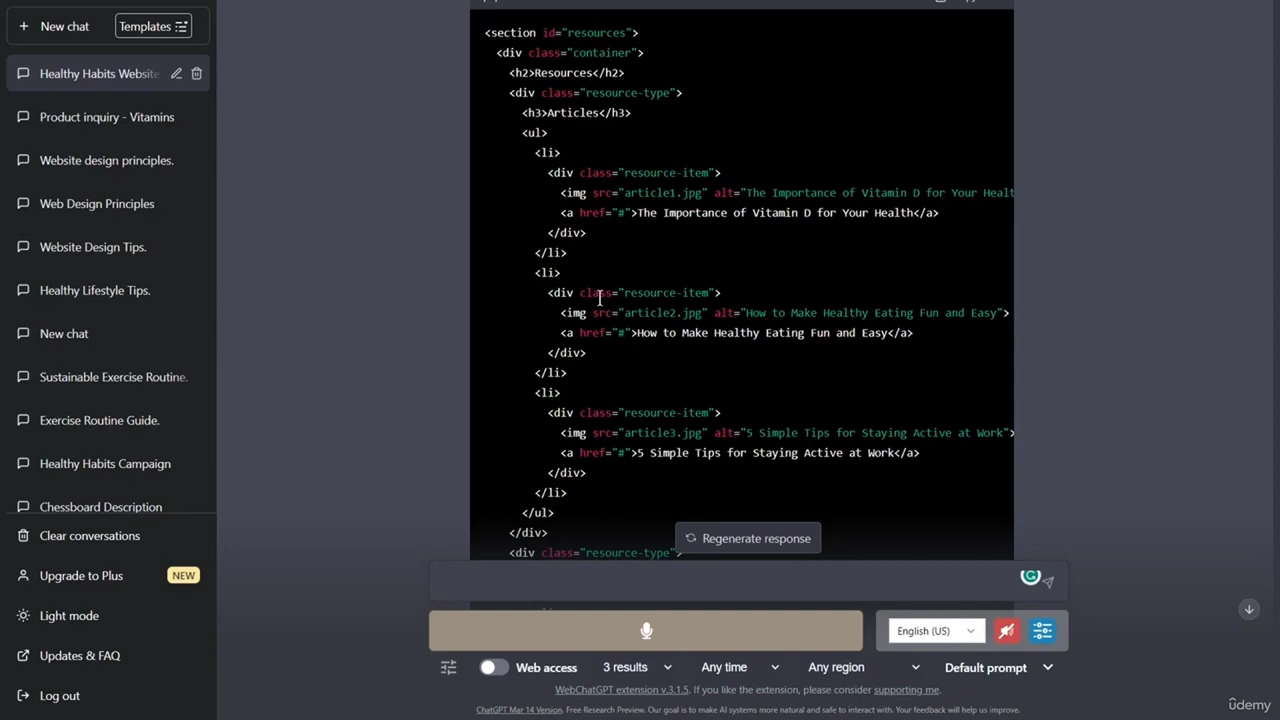 New chat
Templates
Healthy Habits Website
Product inquiry - Vitamins
Website design principles.
Web Design Principles
Website Design Tips.
Healthy Lifestyle Tips.
New chat
Sustainable Exercise Routine.
Exercise Routine Guide.
Healthy Habits Campaign
Chessboard Description
Clear conversations
Upgrade to Plus
NEW
Light mode
Updates & FAQ
Log out
<section id="resources">
<div class="container">
<h2>Resources</h2>
<div class="resource-type">
<h3>Articles</h3>
<ul>
<li>
<div class="resource-item">
<img src="article1.jpg" alt="The Importance of Vitamin D for Your Healt
<a href="#">The Importance of Vitamin D for Your Health</a>
</div>
</li>
<li>
<div class="resource-item">
<img src="article2.jpg" alt="How to Make Healthy Eating Fun and Easy">
<a href="#">How to Make Healthy Eating Fun and Easy</a>
</div>
</li>
<li>
<div class="resource-item">
<img src="article3.jpg" alt="5 Simple Tips for Staying Active at Work">
<a href="#">5 Simple Tips for Staying Active at Work</a>
</div>
</li>
</ul>
</div>
<div class="resource-type">
Regenerate response
English (US)
Web access
3 results
Any time
Any region
Default prompt
WebChatGPT extension v.3.1.5. If you like the extension, please consider supporting me.
ChatGPT Mar 14 Version. Free Research Preview. Our goal is to make AI systems more natural and safe to interact with. Your feedback will help us improve.
ûdemy